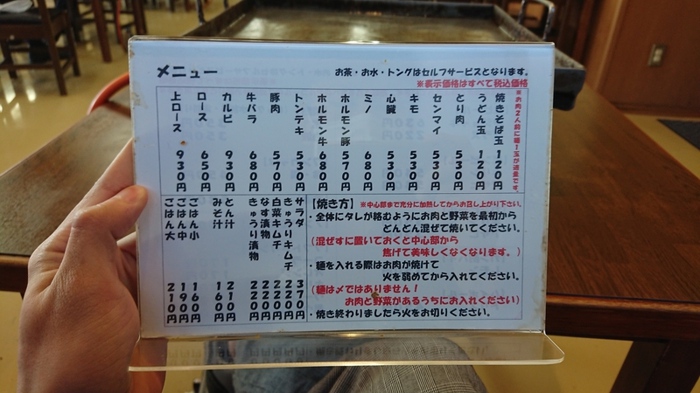 メニュー
お茶・お水・トングはセルフサービスとなります。
※表示価格はすべて税込価格
※お肉2人前に麺1玉が適量です。
焼きそば玉 120円
うどん玉 120円
とり肉 530円
センマイ 530円
キモ 530円
心臓 530円
ミノ 680円
ホルモン豚 570円
ホルモン牛 680円
トンテキ 530円
豚肉 570円
牛バラ 680円
カルビ 930円
ロース 650円
上ロース 930円
【焼き方】※中心部まで充分に加熱してからお召し上がり下さい。
・全体にタレが絡むようにお肉と野菜を最初から
どんどん混ぜて焼いてください。
(混ぜずに置いておくと中心部から
焦げて美味しくなくなります。)
・麺を入れる際はお肉が焼けて
火を弱めてから入れてください。
(麺は〆ではありません！
お肉と野菜があるうちにお入れください)
・焼き終わりましたら火をお切りください。
サラダ 370円
きゅうりキムチ 220円
白菜キムチ 220円
なす漬物 220円
きゅうり漬物 220円
とん汁 210円
みそ汁 160円
ごはん小 160円
ごはん中 190円
ごはん大 210円